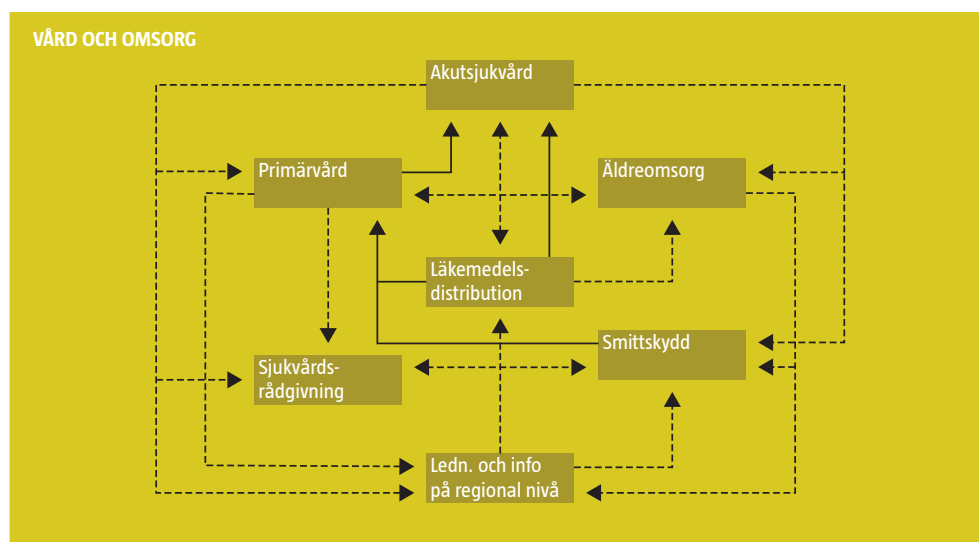 VÅRD OCH OMSORG
Akutsjukvård
Primärvård
Äldreomsorg
Läkemedels-
distribution
Smittskydd
Sjukvårds-
rådgivning
Ledn. och info
på regional nivå